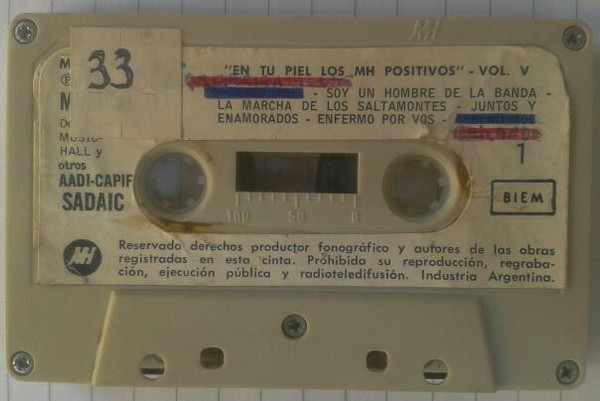 33
"EN TU PIEL LOS MH POSITIVOS" - VOL. V
- SOY UN HOMBRE DE LA BANDA -
LA MARCHA DE LOS SALTAMONTES - JUNTOS Y
ENAMORADOS - ENFERMO POR VOS -
1
BIEM
HALL y
otros
AADI-CAPIF
SADAIC
100 50 0
MH
Reservado derechos productor fonográfico y autores de las obras
registradas en esta cinta. Prohibida su reproducción, regraba-
ción, ejecución pública y radioteledifusión. Industria Argentina.